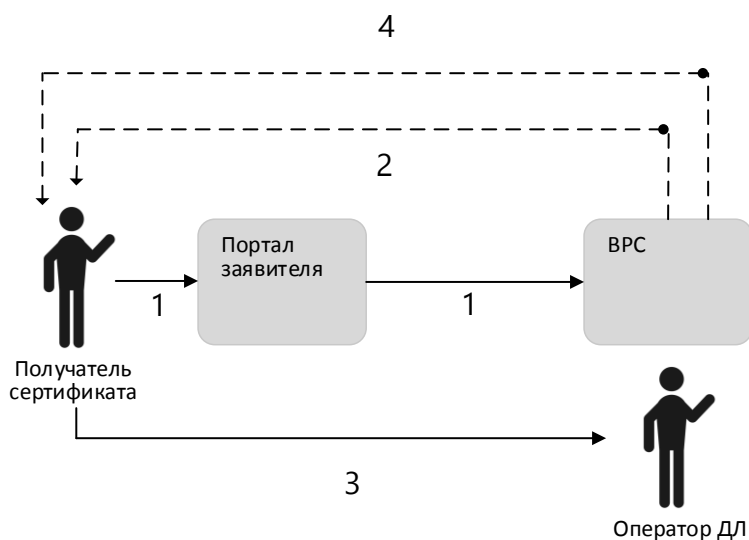 4
2
Портал
заявителя
ВРС
1
1
Получатель
сертификата
3
Оператор ДЛ